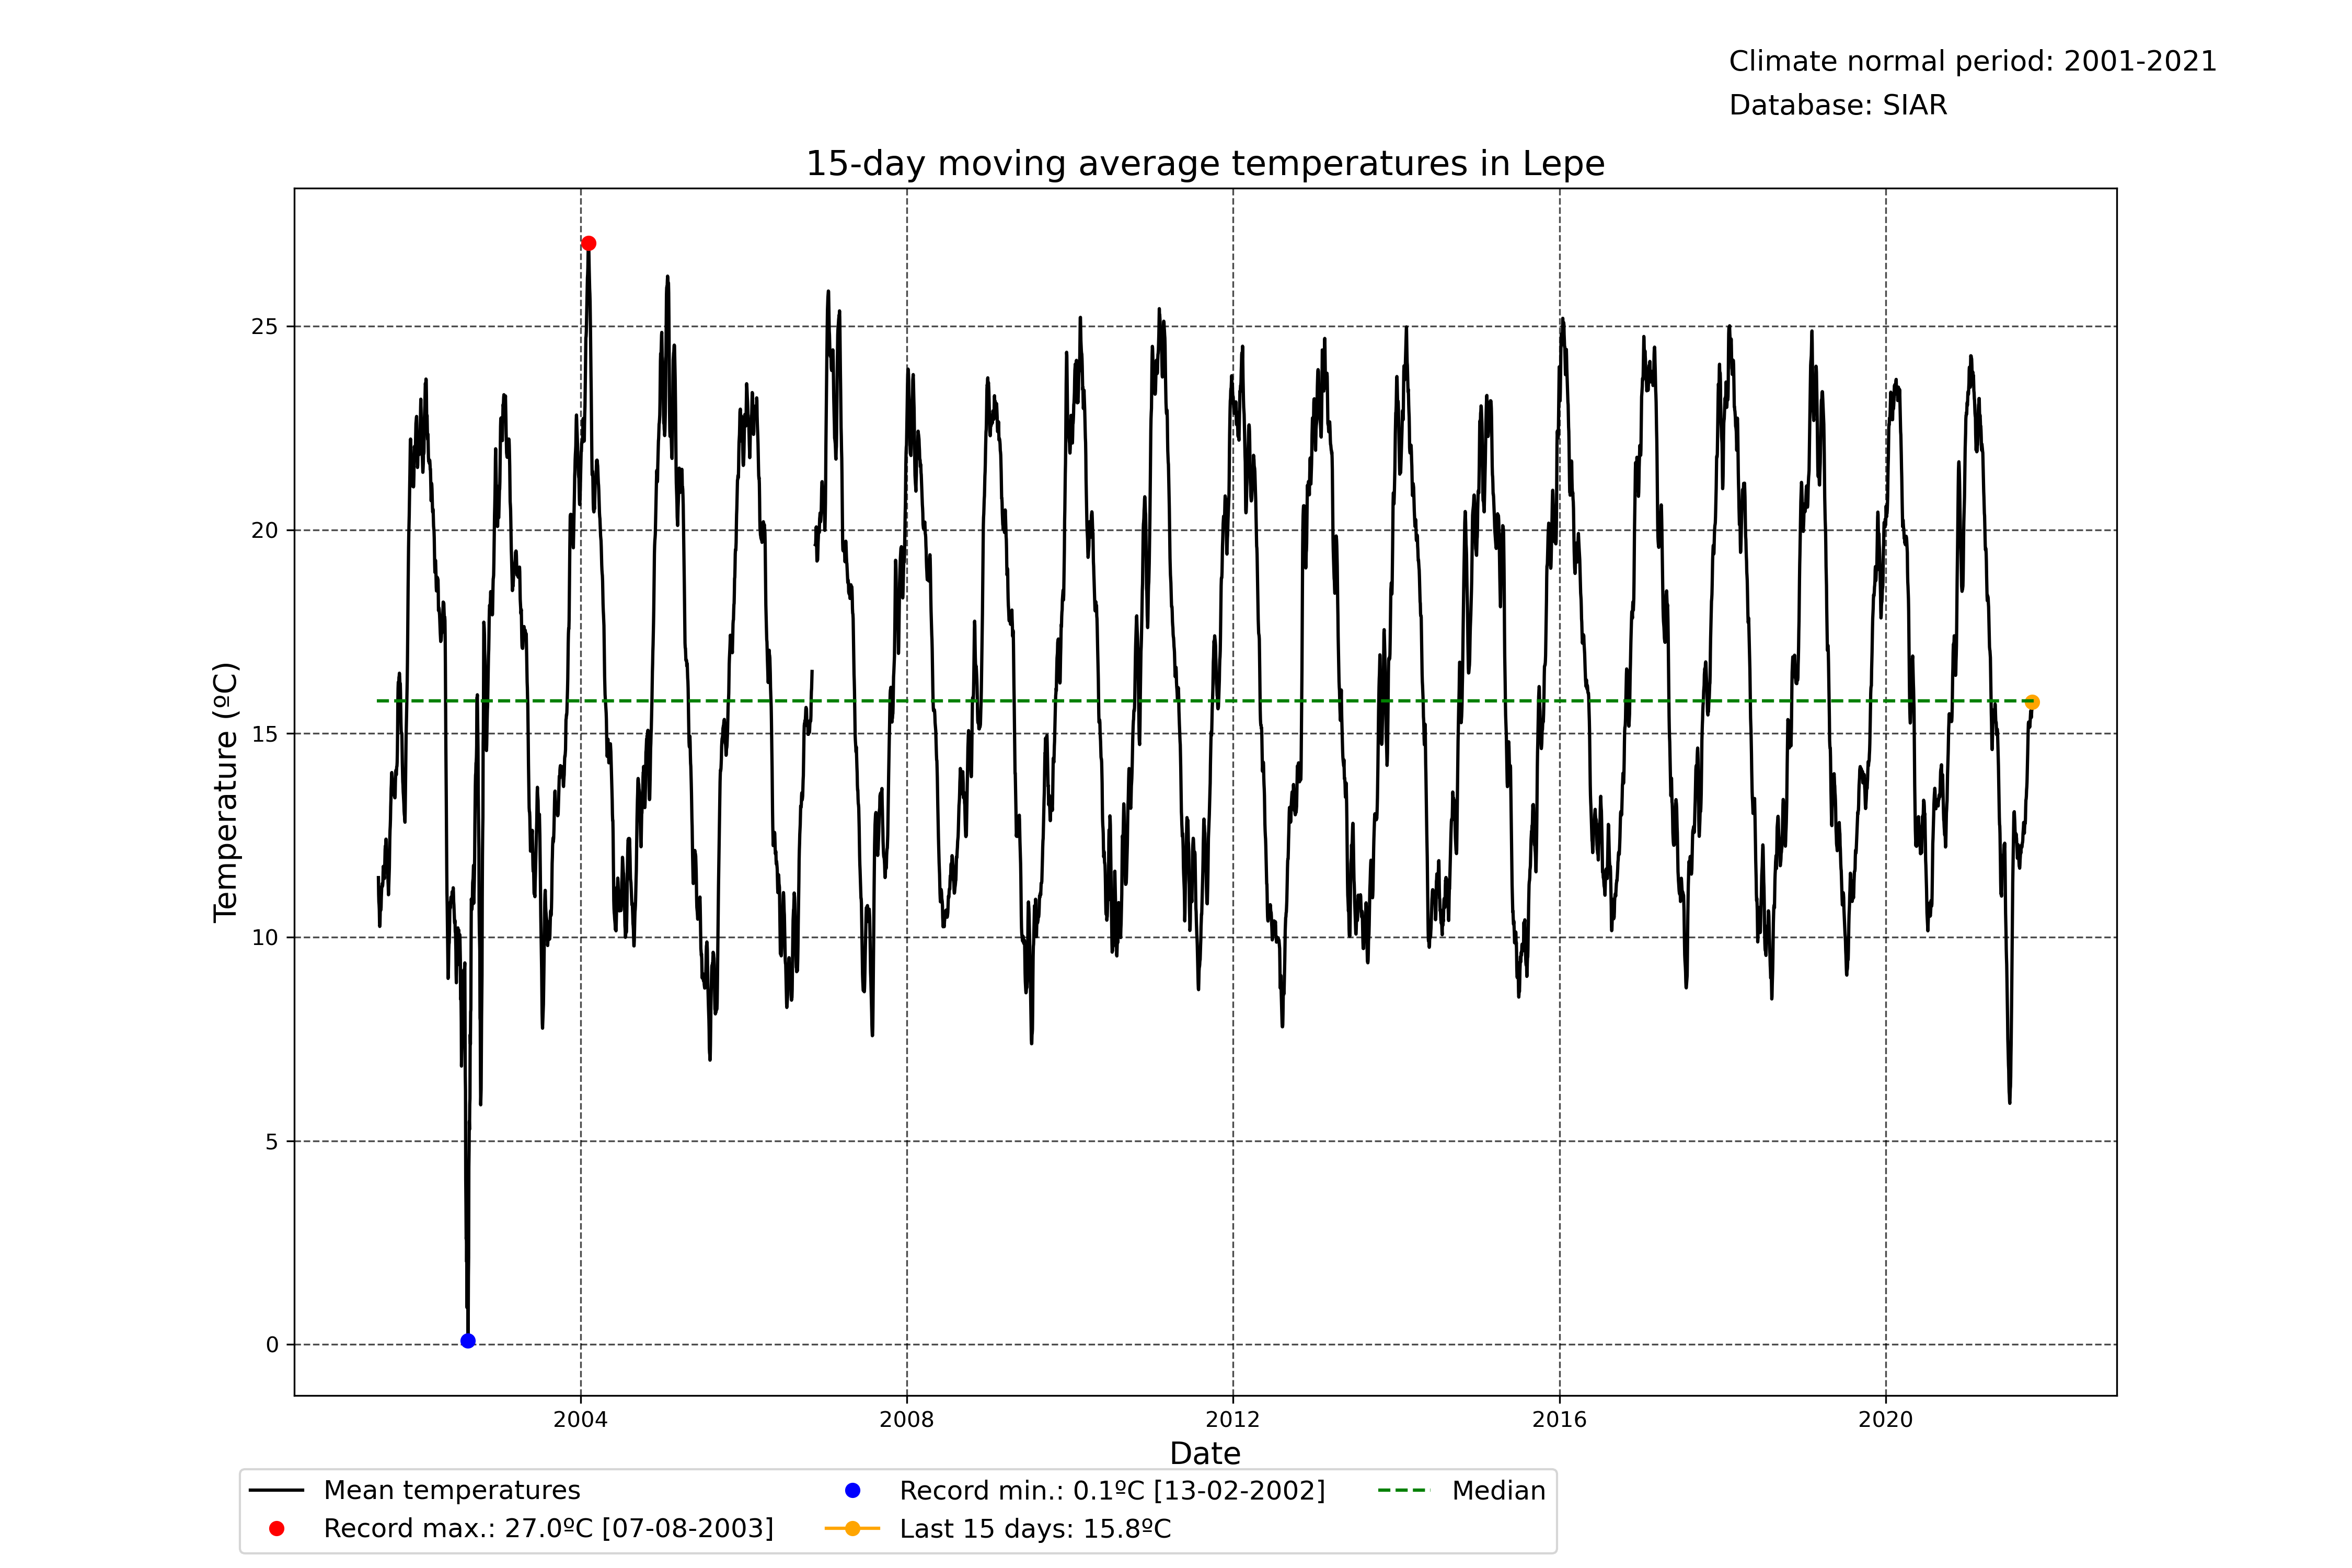 Climate normal period: 2001-2021
Database: SIAR
15-day moving average temperatures in Lepe
Temperature (ºC)
25
20
15
10
5
0
2004
2008
2012
2016
2020
Date
Mean temperatures
Record max.: 27.0ºC [07-08-2003]
Record min.: 0.1ºC [13-02-2002]
Last 15 days: 15.8ºC
Median